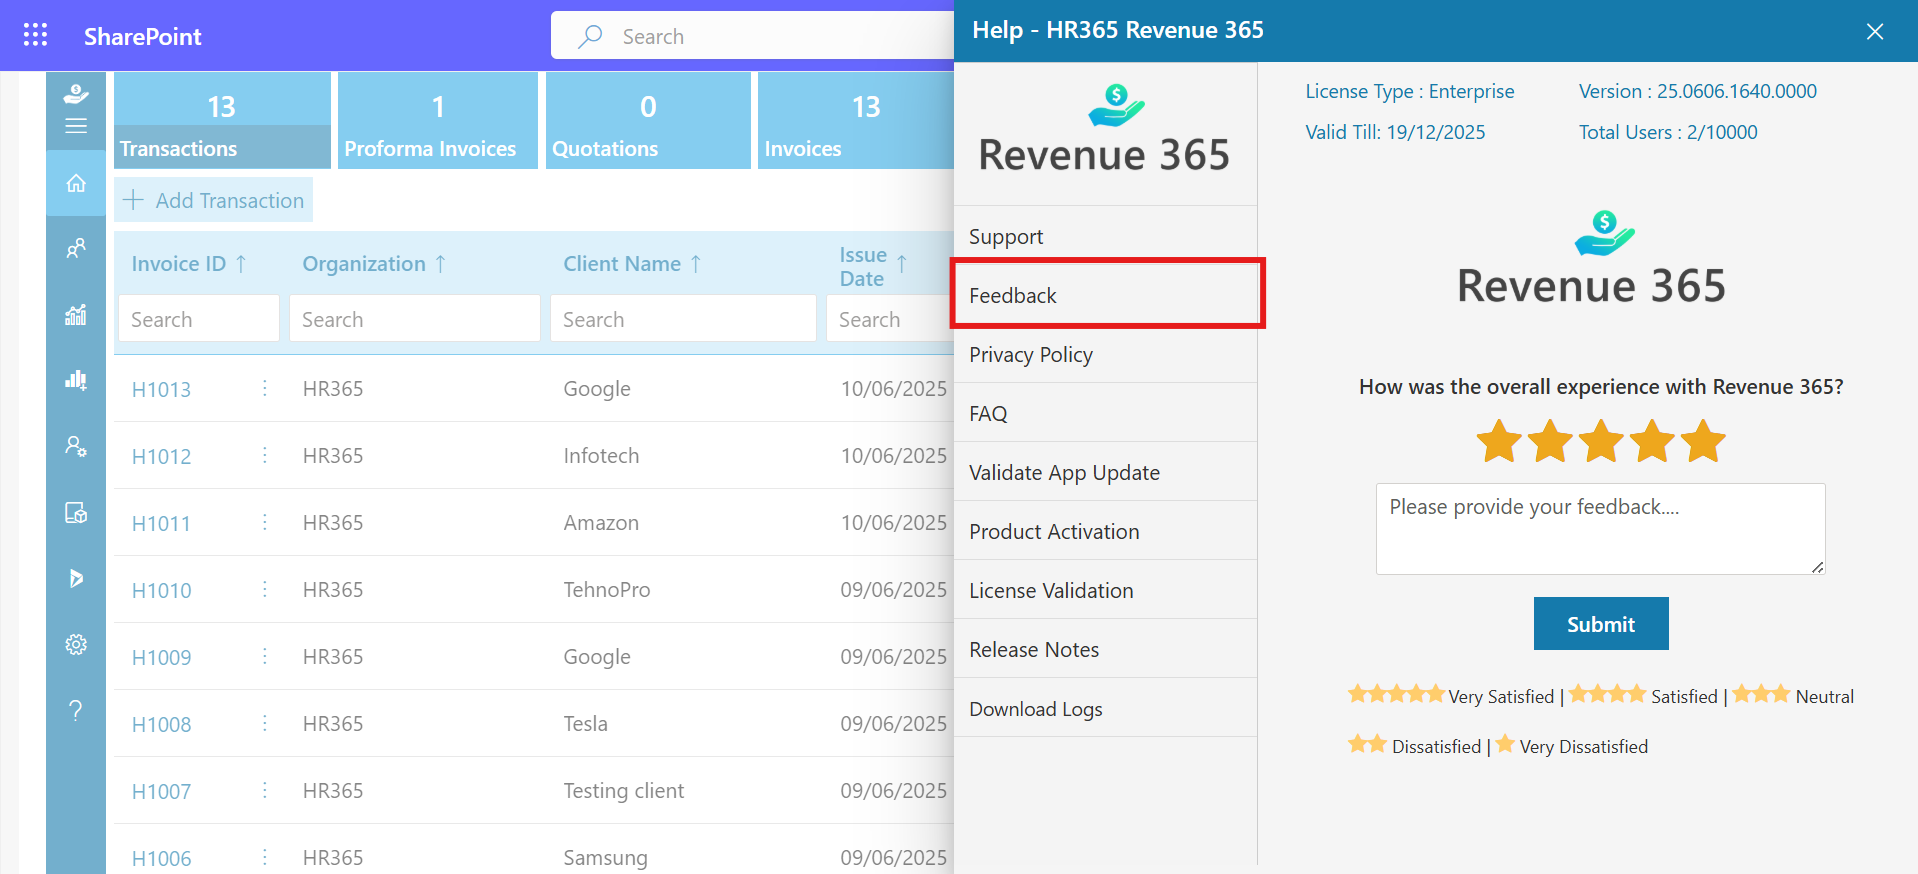 SharePoint
Search
Help - HR365 Revenue 365
13
Transactions
1
Proforma Invoices
0
Quotations
13
Invoices
Add Transaction
Invoice ID ↑ Organization ↑ Client Name ↑ Issue Date ↑
Search Search Search Search
H1013 HR365 Google 10/06/2025
H1012 HR365 Infotech 10/06/2025
H1011 HR365 Amazon 10/06/2025
H1010 HR365 TehnoPro 09/06/2025
H1009 HR365 Google 09/06/2025
H1008 HR365 Tesla 09/06/2025
H1007 HR365 Testing client 09/06/2025
H1006 HR365 Samsung 09/06/2025
Revenue 365
Support
Feedback
Privacy Policy
FAQ
Validate App Update
Product Activation
License Validation
Release Notes
Download Logs
License Type : Enterprise Version : 25.0606.1640.0000
Valid Till: 19/12/2025 Total Users : 2/10000
Revenue 365
How was the overall experience with Revenue 365?
Please provide your feedback....
Submit
Very Satisfied | Satisfied | Neutral
Dissatisfied | Very Dissatisfied